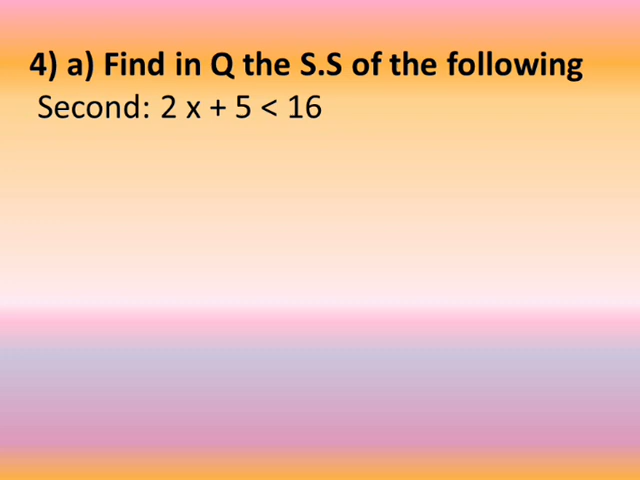 4) a) Find in Q the S.S of the following
Second: 2 x + 5 < 16